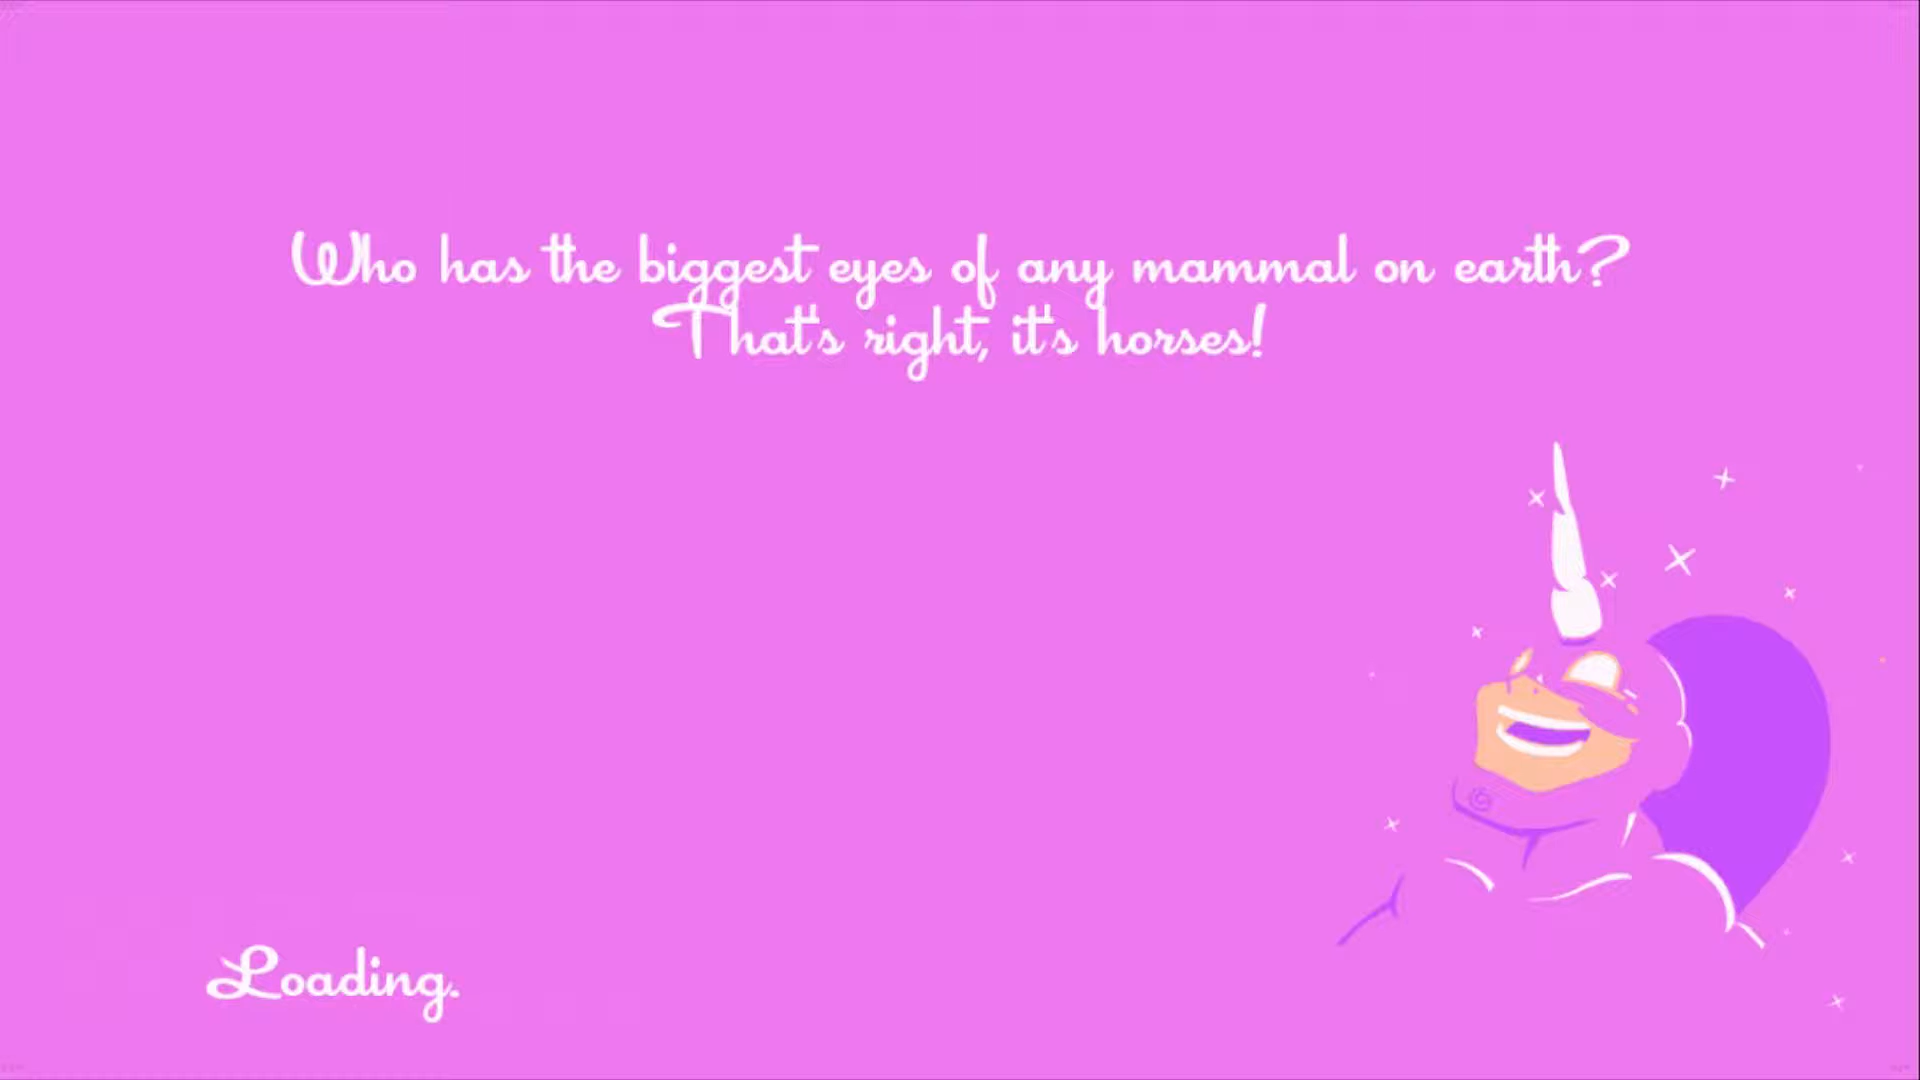 Who has the biggest eyes of any mammal on earth?
That's right, it's horses!
Loading.